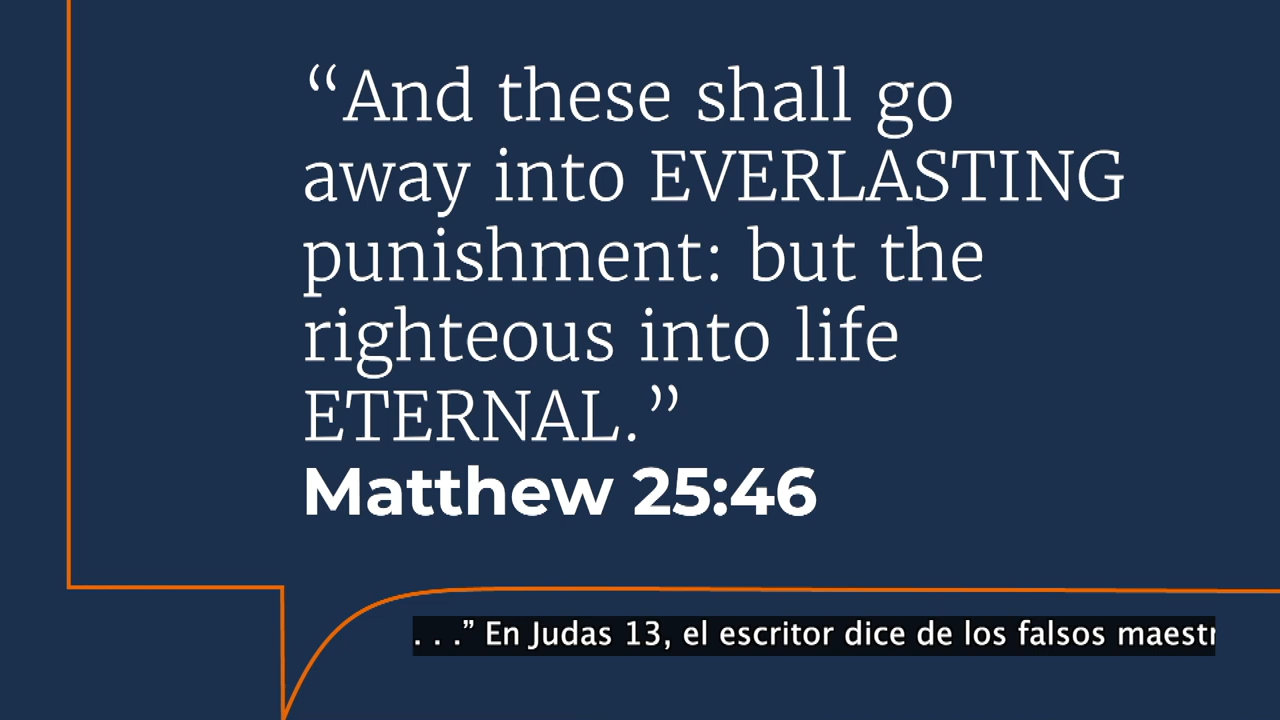 “And these shall go
away into EVERLASTING
punishment: but the
righteous into life
ETERNAL.”
Matthew 25:46
. . .” En Judas 13, el escritor dice de los falsos